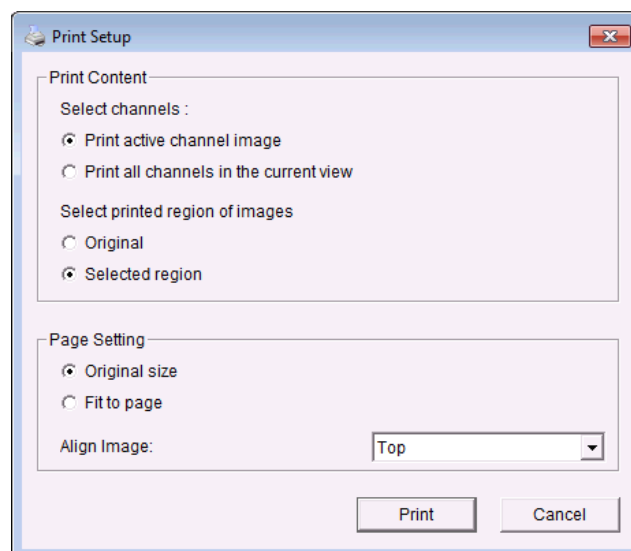 Print Setup
Print Content
Select channels :
Print active channel image
Print all channels in the current view
Select printed region of images
Original
Selected region
Page Setting
Original size
Fit to page
Align Image: Top
Print Cancel